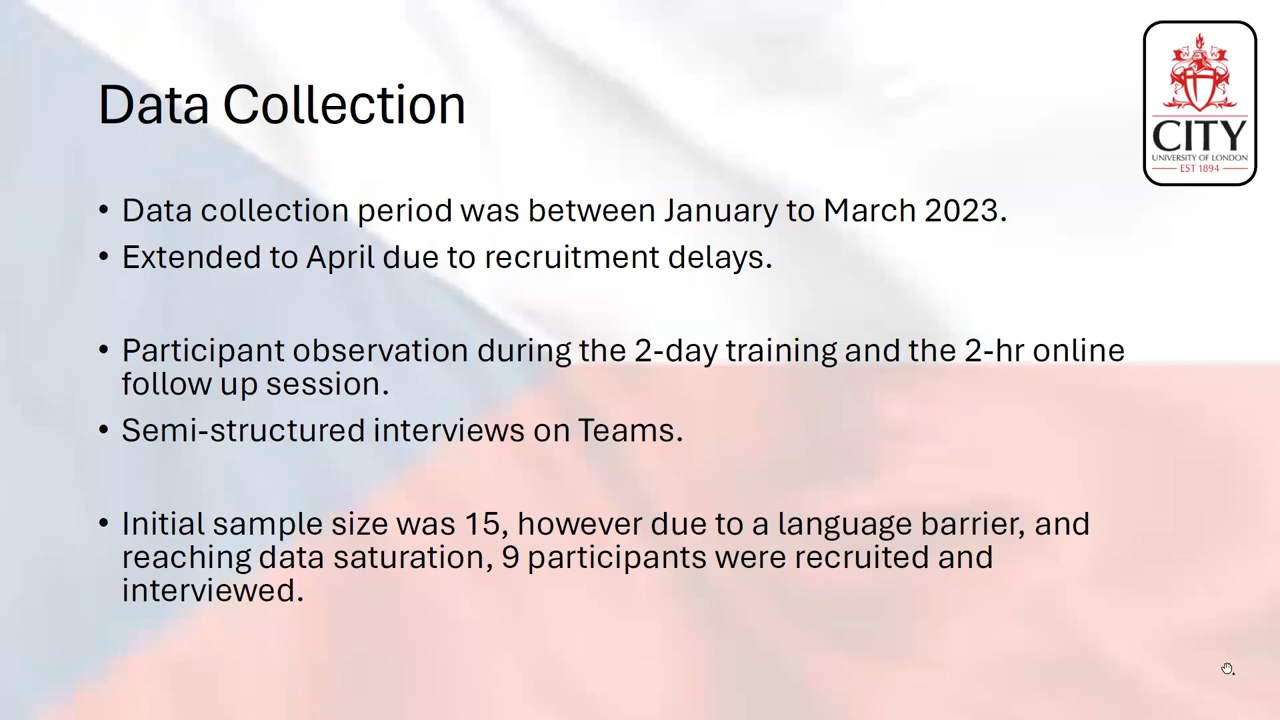 Data Collection
CITY
UNIVERSITY OF LONDON
EST 1894
• Data collection period was between January to March 2023.
• Extended to April due to recruitment delays.
• Participant observation during the 2-day training and the 2-hr online
follow up session.
• Semi-structured interviews on Teams.
• Initial sample size was 15, however due to a language barrier, and
reaching data saturation, 9 participants were recruited and
interviewed.